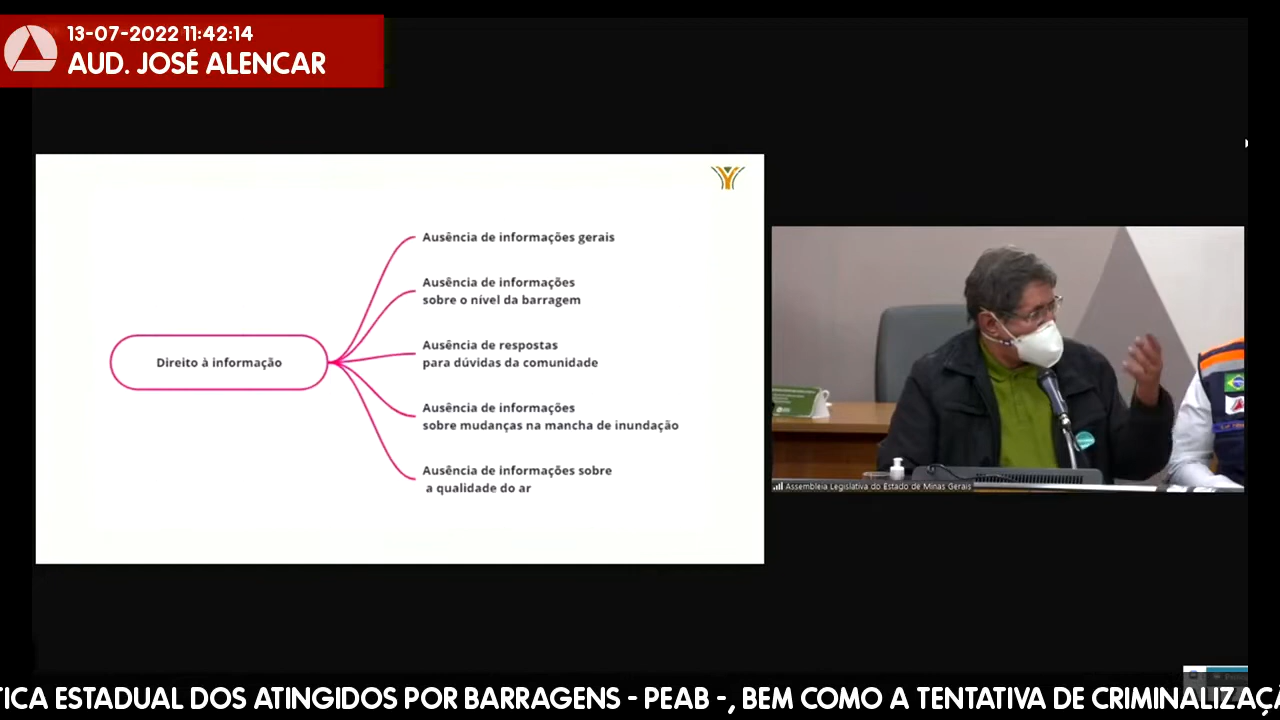 13-07-2022 11:42:14
AUD. JOSÉ ALENCAR
Ausência de informações gerais
Ausência de informações
sobre o nível da barragem
Ausência de respostas
para dúvidas da comunidade
Direito à informação
Ausência de informações
sobre mudanças na mancha de inundação
Ausência de informações sobre
a qualidade do ar
Assembleia Legislativa do Estado de Minas Gerais
TICA ESTADUAL DOS ATINGIDOS POR BARRAGENS - PEAB -, BEM COMO A TENTATIVA DE CRIMINALIZAÇÃ